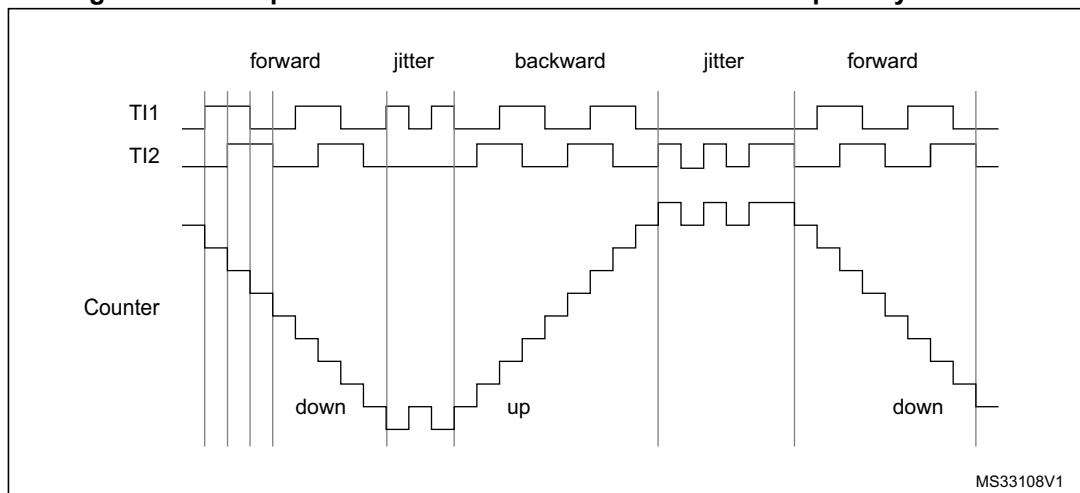 forward jitter backward jitter forward
TI1
TI2
Counter
down up down
MS33108V1